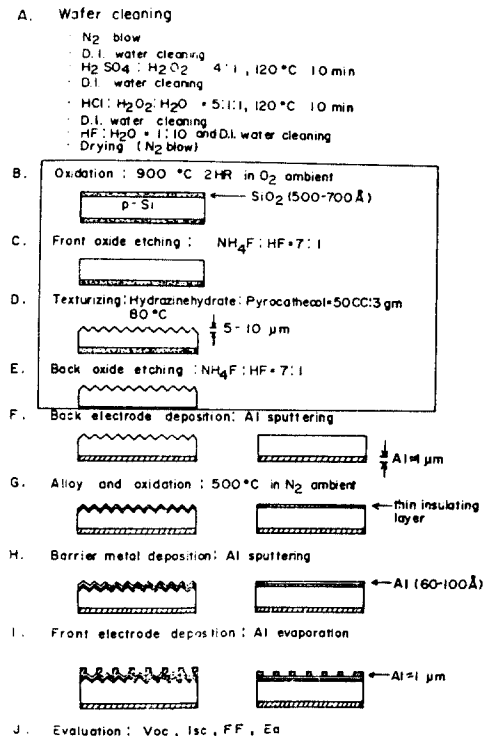 A. Wafer cleaning
· N2 blow
· D.I. water cleaning
· H2SO4 : H2O2 4:1, 120 °C 10 min
· D.I. water cleaning
· HCl : H2O2 : H2O = 5:1:1, 120 °C 10 min
· D.I. water cleaning
· HF : H2O = 1:10 and D.I. water cleaning
· Drying (N2 blow)
B. Oxidation : 900 °C 2HR in O2 ambient
SiO2 (500-700Å)
p-Si
C. Front oxide etching : NH4F : HF = 7:1
D. Texturizing : Hydrazinehydrate : Pyrocathecol = 50CC : 3 gm
80 °C
5-10 μm
E. Back oxide etching : NH4F : HF = 7:1
F. Back electrode deposition : Al sputtering
Al≈1 μm
G. Alloy and oxidation : 500°C in N2 ambient
thin insulating
layer
H. Barrier metal deposition : Al sputtering
Al (60-100Å)
I. Front electrode deposition : Al evaporation
Al≈1 μm
J. Evaluation : Voc, Isc, FF, Ea